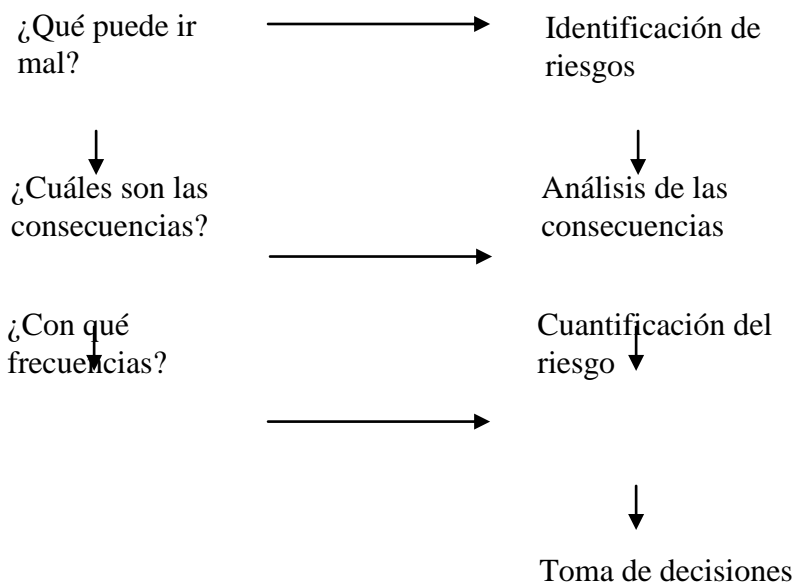 ¿Qué puede ir
mal?
Identificación de
riesgos
¿Cuáles son las
consecuencias?
Análisis de las
consecuencias
¿Con qué
frecuencias?
Cuantificación del
riesgo
Toma de decisiones